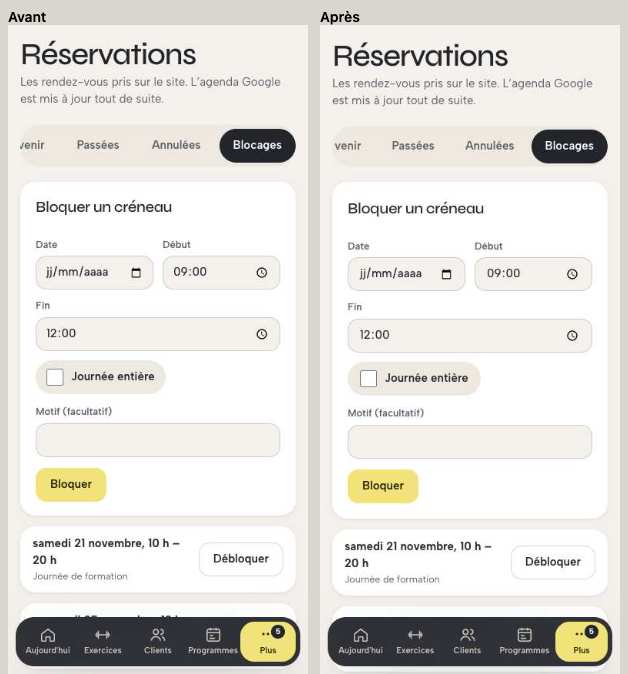 Avant
Réservations
Les rendez-vous pris sur le site. L'agenda Google
est mis à jour tout de suite.
venir Passées Annulées Blocages
Bloquer un créneau
Date Début
jj/mm/aaaa 09:00
Fin
12:00
Journée entière
Motif (facultatif)
Bloquer
samedi 21 novembre, 10 h –
20 h
Journée de formation
Débloquer
5
Aujourd'hui Exercices Clients Programmes Plus
Après
Réservations
Les rendez-vous pris sur le site. L'agenda Google
est mis à jour tout de suite.
venir Passées Annulées Blocages
Bloquer un créneau
Date Début
jj/mm/aaaa 09:00
Fin
12:00
Journée entière
Motif (facultatif)
Bloquer
samedi 21 novembre, 10 h –
20 h
Journée de formation
Débloquer
5
Aujourd'hui Exercices Clients Programmes Plus